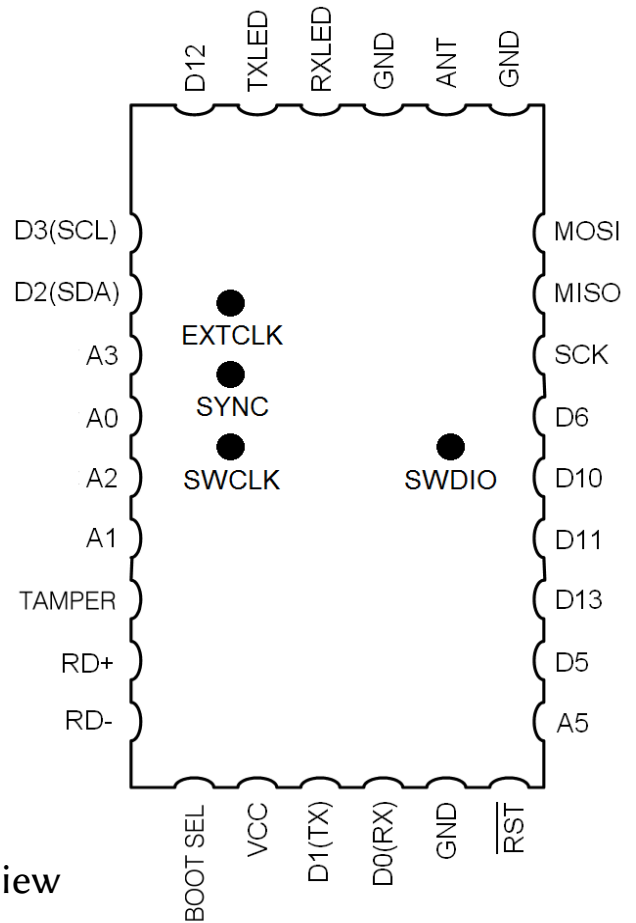 D12 TXLED RXLED GND ANT GND
D3(SCL) MOSI
D2(SDA) MISO
EXTCLK
A3 SCK
SYNC
A0 D6
SWCLK SWDIO
A2 D10
A1 D11
TAMPER D13
RD+ D5
RD- A5
BOOT SEL VCC D1(TX) D0(RX) GND RST
iew